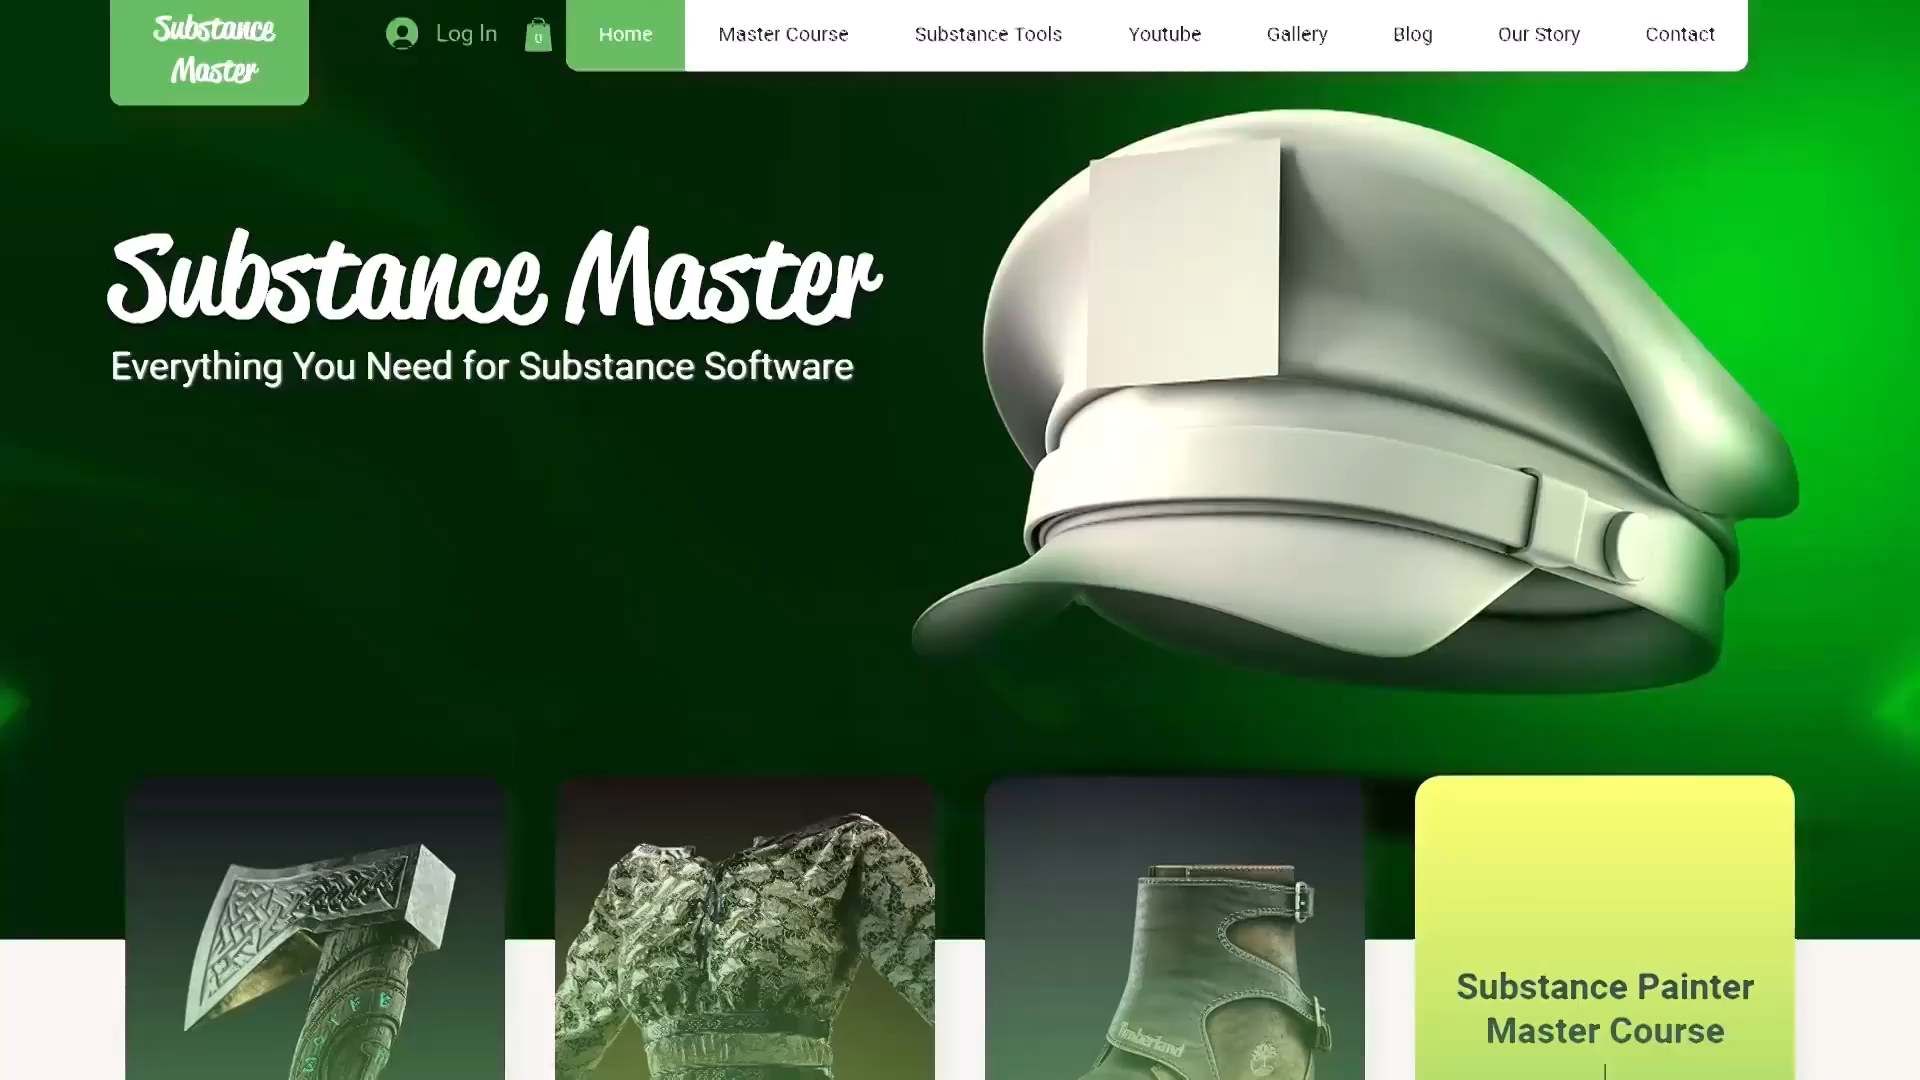 Substance
Master
Log In
0
Home
Master Course
Substance Tools
Youtube
Gallery
Blog
Our Story
Contact
Substance Master
Everything You Need for Substance Software
Timberland
Substance Painter
Master Course